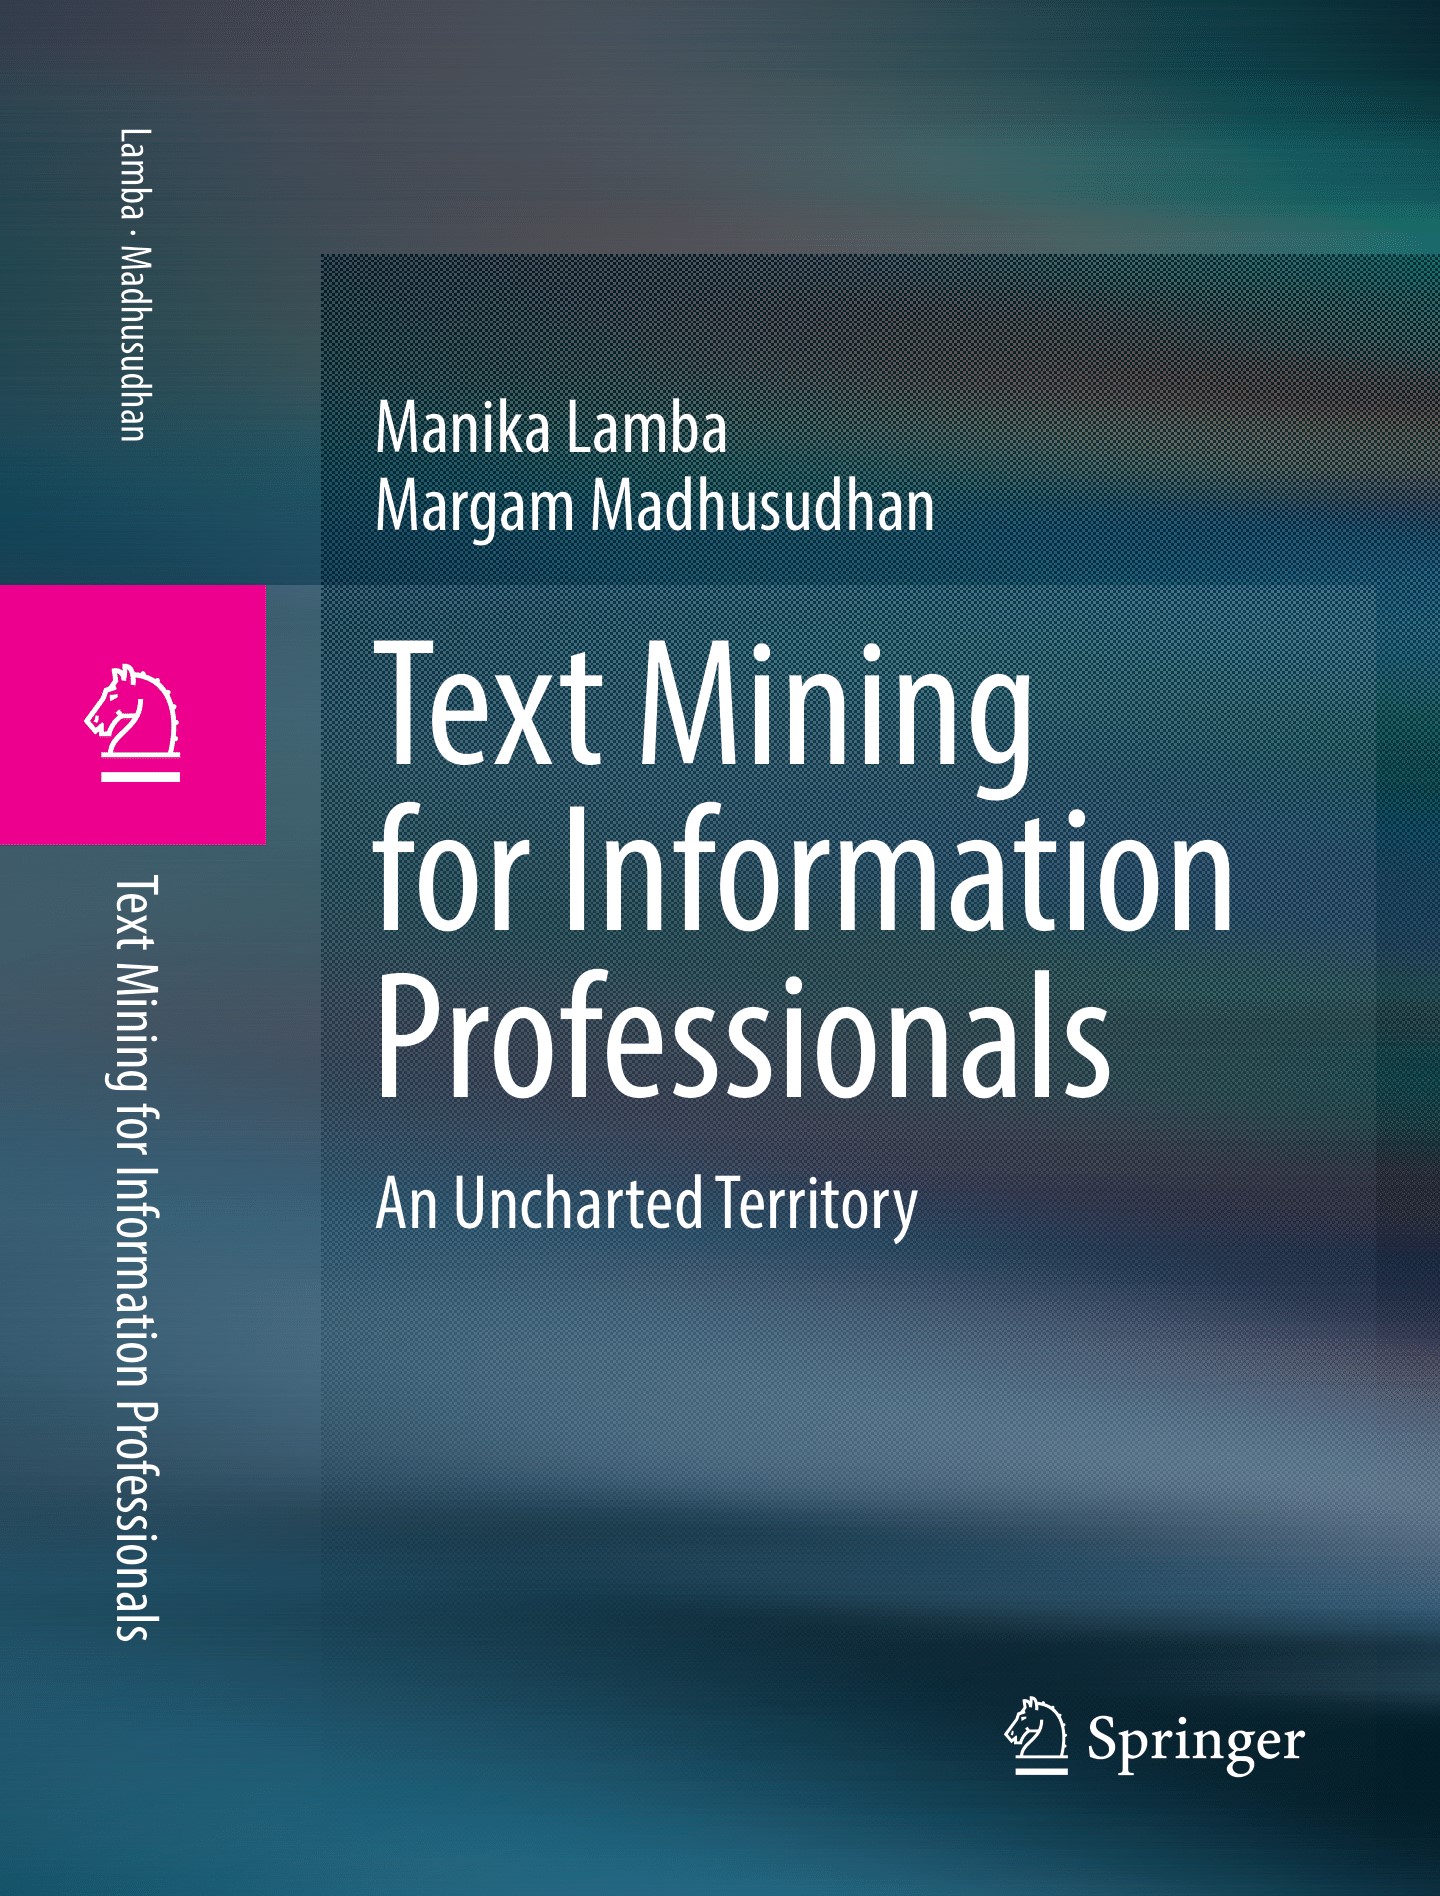 Lamba · Madhusudhan
Text Mining for Information Professionals
Manika Lamba
Margam Madhusudhan
Text Mining
for Information
Professionals
An Uncharted Territory
Springer